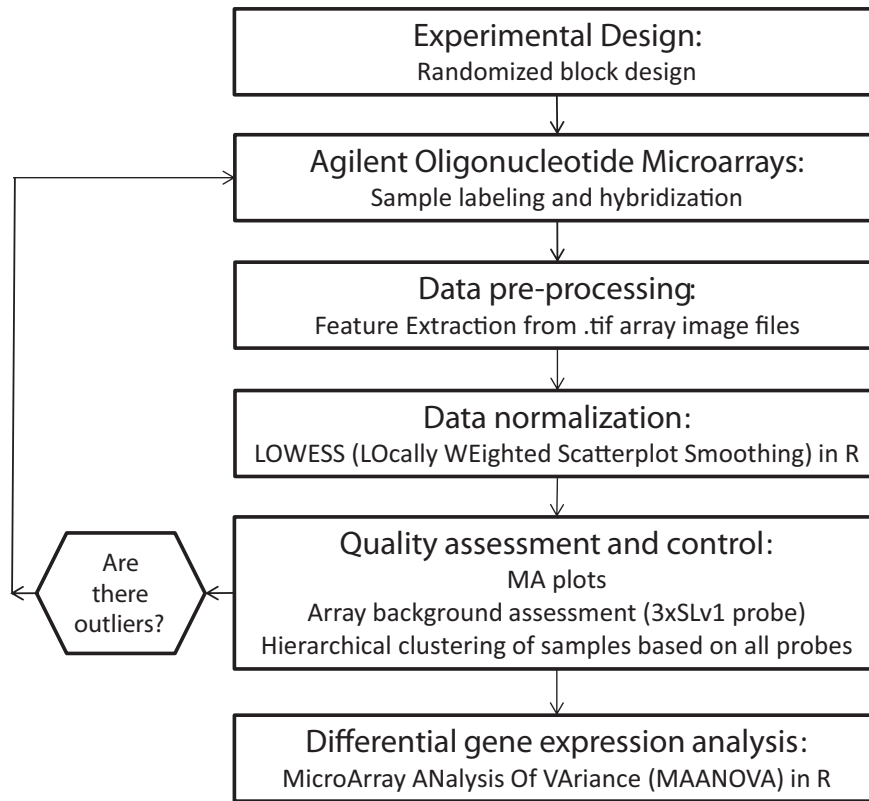 Experimental Design:
Randomized block design
Agilent Oligonucleotide Microarrays:
Sample labeling and hybridization
Data pre-processing:
Feature Extraction from .tif array image files
Data normalization:
LOWESS (LOcally WEighted Scatterplot Smoothing) in R
Quality assessment and control:
MA plots
Array background assessment (3xSLv1 probe)
Hierarchical clustering of samples based on all probes
Are
there
outliers?
Differential gene expression analysis:
MicroArray ANalysis Of VAriance (MAANOVA) in R